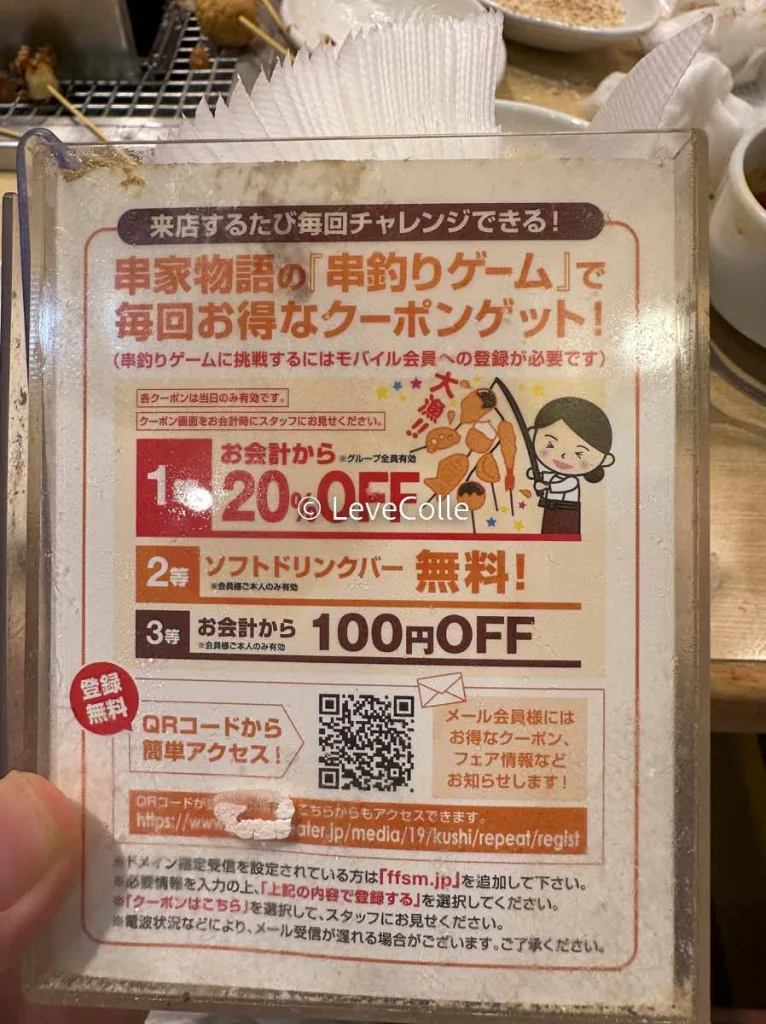 来店するたび毎回チャレンジできる!
串家物語の『串釣りゲーム』で
毎回お得なクーポンゲット!
(串釣りゲームに挑戦するにはモバイル会員への登録が必要です)
各クーポンは当日のみ有効です。
クーポン画面をお会計時にスタッフにお見せください。
大漁!!
1等 お会計から ※グループ全員有効
20%OFF
© LeveColle
2等 ソフトドリンクバー 無料!
※会員様ご本人のみ有効
3等 お会計から 100円OFF
※会員様ご本人のみ有効
登録
無料
QRコードから
簡単アクセス!
メール会員様には
お得なクーポン、
フェア情報など
お知らせします!
QRコードが こちらからもアクセスできます。
https://www. ater.jp/media/19/kushi/repeat/regist
※ドメイン指定受信を設定されている方は「ffsm.jp」を追加して下さい。
※必要情報を入力の上、「上記の内容で登録する」を選択してください。
※「クーポンはこちら」を選択して、スタッフにお見せください。
※電波状況などにより、メール受信が遅れる場合がございます。ご了承ください。